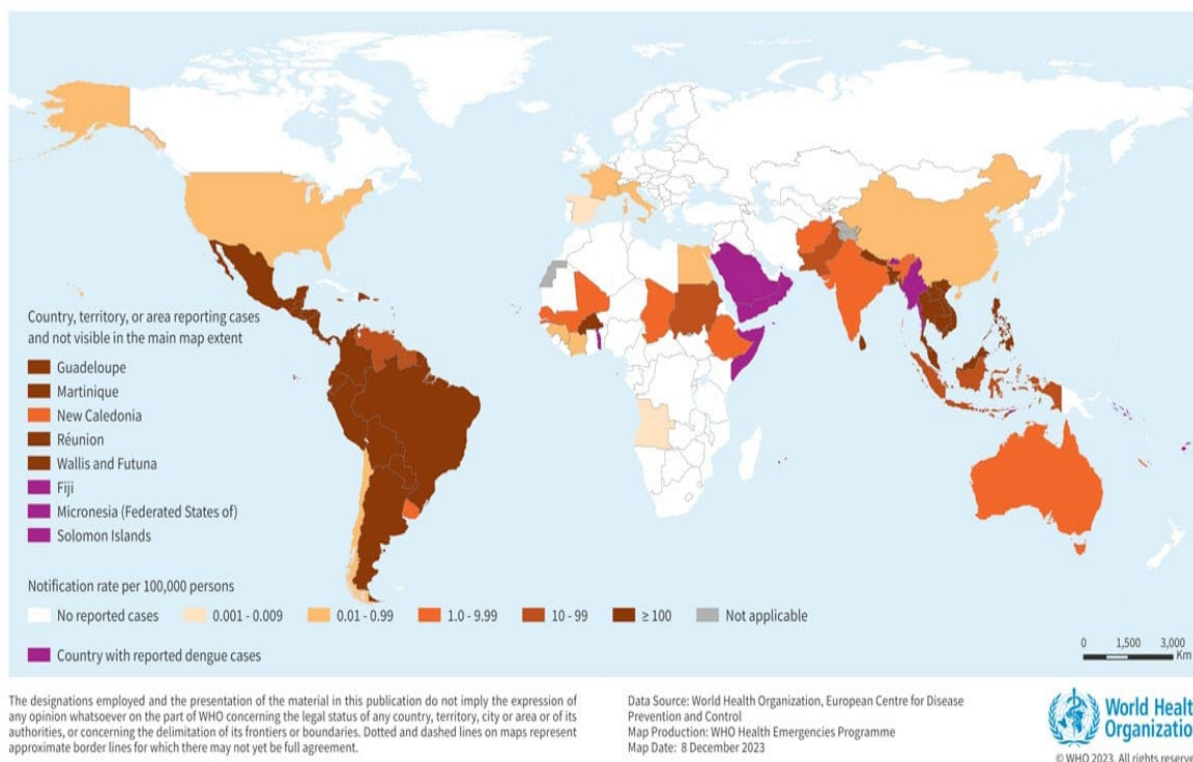 Country, territory, or area reporting cases
and not visible in the main map extent
Guadeloupe
Martinique
New Caledonia
Réunion
Wallis and Futuna
Fiji
Micronesia (Federated States of)
Solomon Islands
Notification rate per 100,000 persons
No reported cases 0.001 - 0.009 0.01 - 0.99 1.0 - 9.99 10 - 99 ≥ 100 Not applicable
Country with reported dengue cases
0 1,500 3,000
Km
The designations employed and the presentation of the material in this publication do not imply the expression of
any opinion whatsoever on the part of WHO concerning the legal status of any country, territory, city or area or of its
authorities, or concerning the delimitation of its frontiers or boundaries. Dotted and dashed lines on maps represent
approximate border lines for which there may not yet be full agreement.
Data Source: World Health Organization, European Centre for Disease
Prevention and Control
Map Production: WHO Health Emergencies Programme
Map Date: 8 December 2023
World Healt
Organizatio
© WHO 2023. All rights reserve